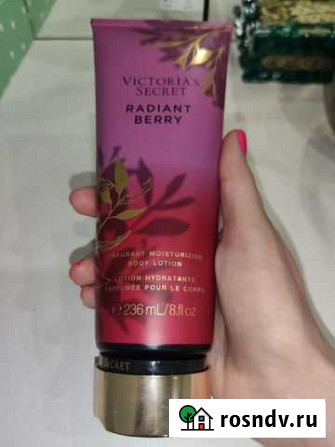 VICTORIA'S
SECRET
RADIANT
BERRY
FRAGRANT MOISTURIZING
BODY LOTION
LOTION HYDRATANTE
PARFUMÉE POUR LE CORPS
℮ 236 mL/8 fl oz
rosndv.ru